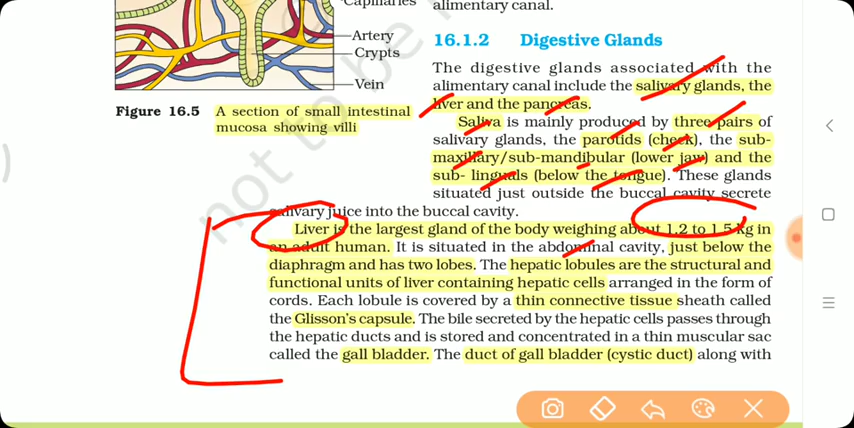 Capillaries
alimentary canal.
Artery
Crypts
Vein
16.1.2 Digestive Glands
The digestive glands associated with the
alimentary canal include the salivary glands, the
liver and the pancreas.
Figure 16.5 A section of small intestinal
mucosa showing villi
Saliva is mainly produced by three pairs of
salivary glands, the parotids (cheek), the sub-
maxillary/sub-mandibular (lower jaw) and the
sub- linguals (below the tongue). These glands
situated just outside the buccal cavity secrete
salivary juice into the buccal cavity.
Liver is the largest gland of the body weighing about 1.2 to 1.5 kg in
an adult human. It is situated in the abdominal cavity, just below the
diaphragm and has two lobes. The hepatic lobules are the structural and
functional units of liver containing hepatic cells arranged in the form of
cords. Each lobule is covered by a thin connective tissue sheath called
the Glisson's capsule. The bile secreted by the hepatic cells passes through
the hepatic ducts and is stored and concentrated in a thin muscular sac
called the gall bladder. The duct of gall bladder (cystic duct) along with
not to be